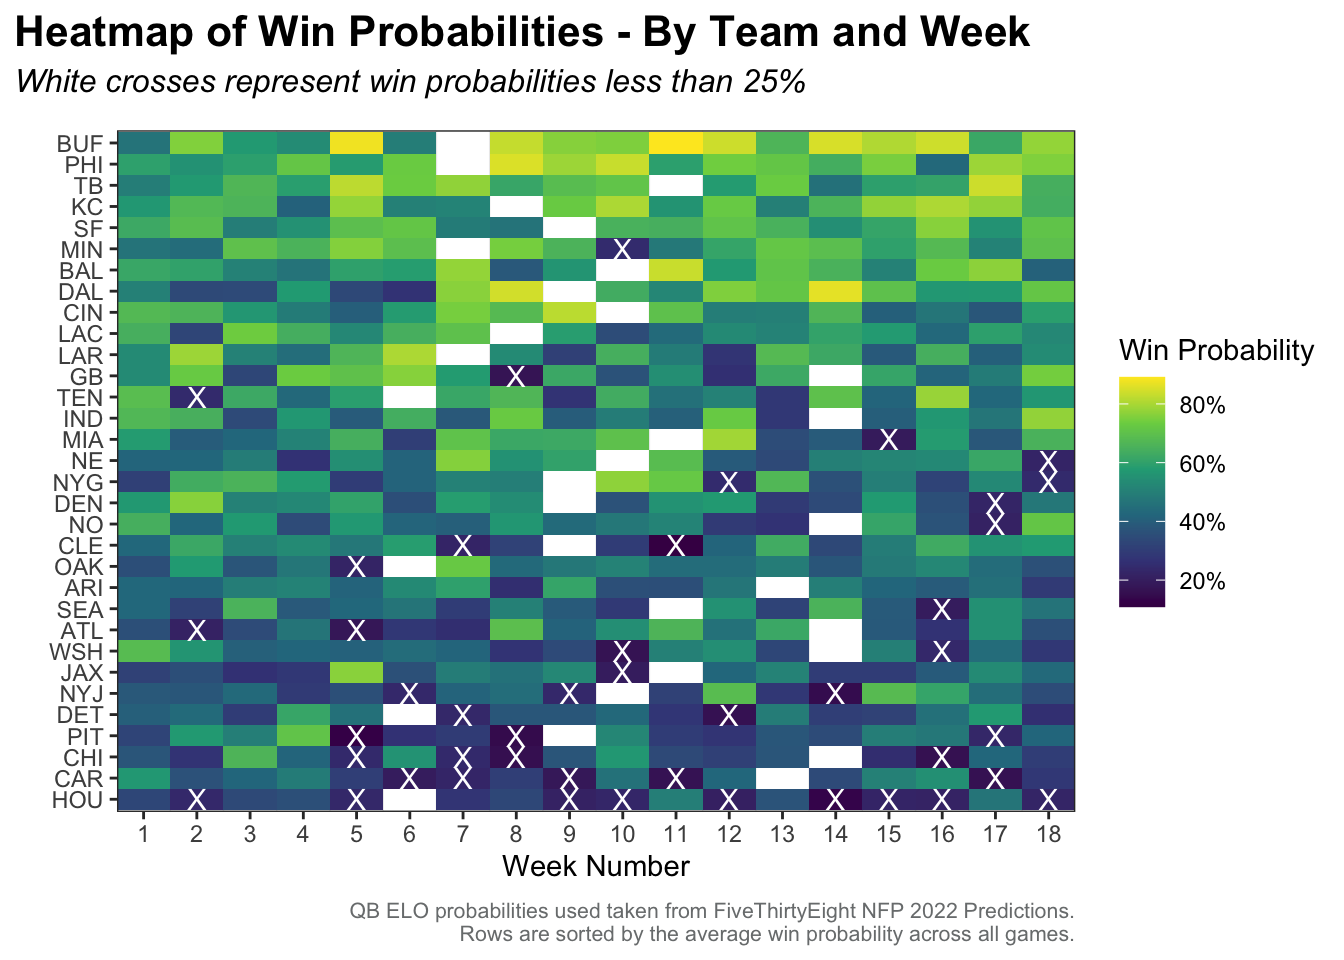 Heatmap of Win Probabilities - By Team and Week
White crosses represent win probabilities less than 25%
BUF
PHI
TB
KC
SF
MIN
BAL
DAL
CIN
LAC
LAR
GB
TEN
IND
MIA
NE
NYG
DEN
NO
CLE
OAK
ARI
SEA
ATL
WSH
JAX
NYJ
DET
PIT
CHI
CAR
HOU
1 2 3 4 5 6 7 8 9 10 11 12 13 14 15 16 17 18
Week Number
Win Probability
80%
60%
40%
20%
QB ELO probabilities used taken from FiveThirtyEight NFP 2022 Predictions.
Rows are sorted by the average win probability across all games.